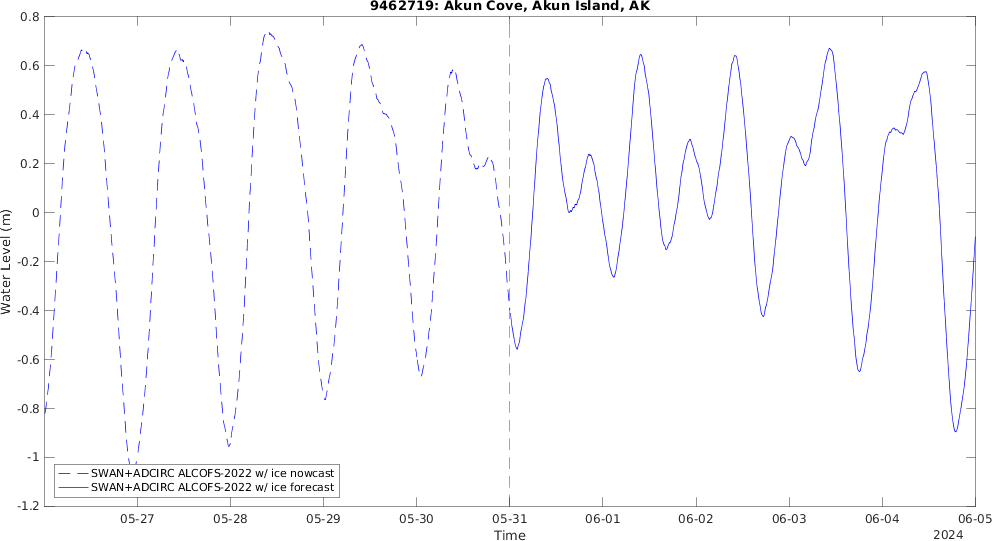 9462719: Akun Cove, Akun Island, AK
0.8
0.6
0.4
0.2
0
-0.2
-0.4
-0.6
-0.8
-1
-1.2
Water Level (m)
SWAN+ADCIRC ALCOFS-2022 w/ ice nowcast
SWAN+ADCIRC ALCOFS-2022 w/ ice forecast
05-27 05-28 05-29 05-30 05-31 06-01 06-02 06-03 06-04 06-05
Time
2024